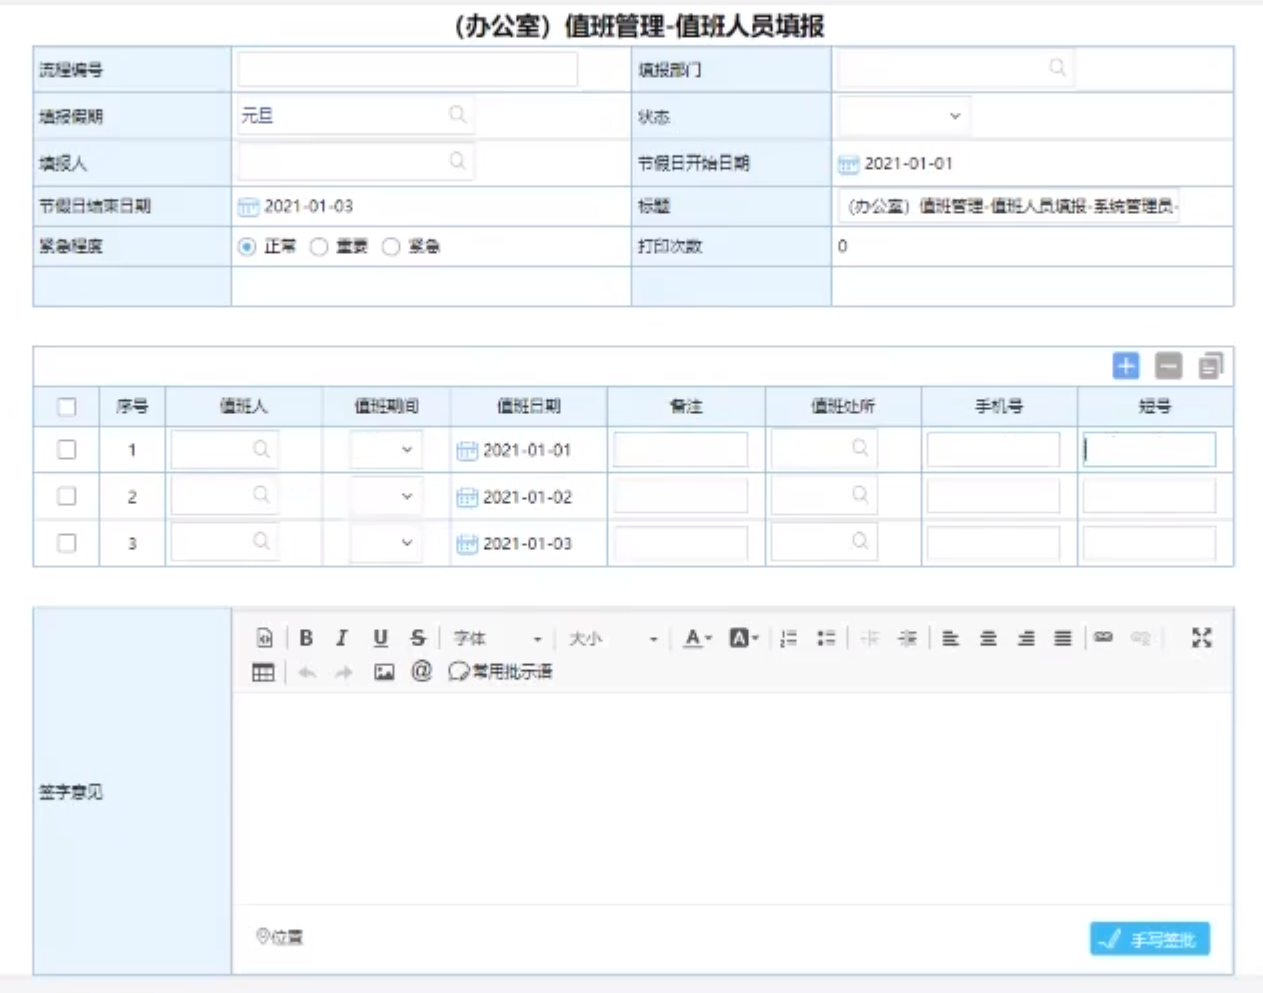 （办公室）值班管理-值班人员填报
流程编号 填报部门
填报假期 元旦 状态
填报人 节假日开始日期 2021-01-01
节假日结束日期 2021-01-03 标题 （办公室）值班管理-值班人员填报-系统管理员-
紧急程度 正常 重要 紧急 打印次数 0
序号 值班人 值班期间 值班日期 备注 值班处所 手机号 短号
1 2021-01-01
2 2021-01-02
3 2021-01-03
B I U S 字体 大小 A A
@ 常用批示语
签字意见
位置 手写签批